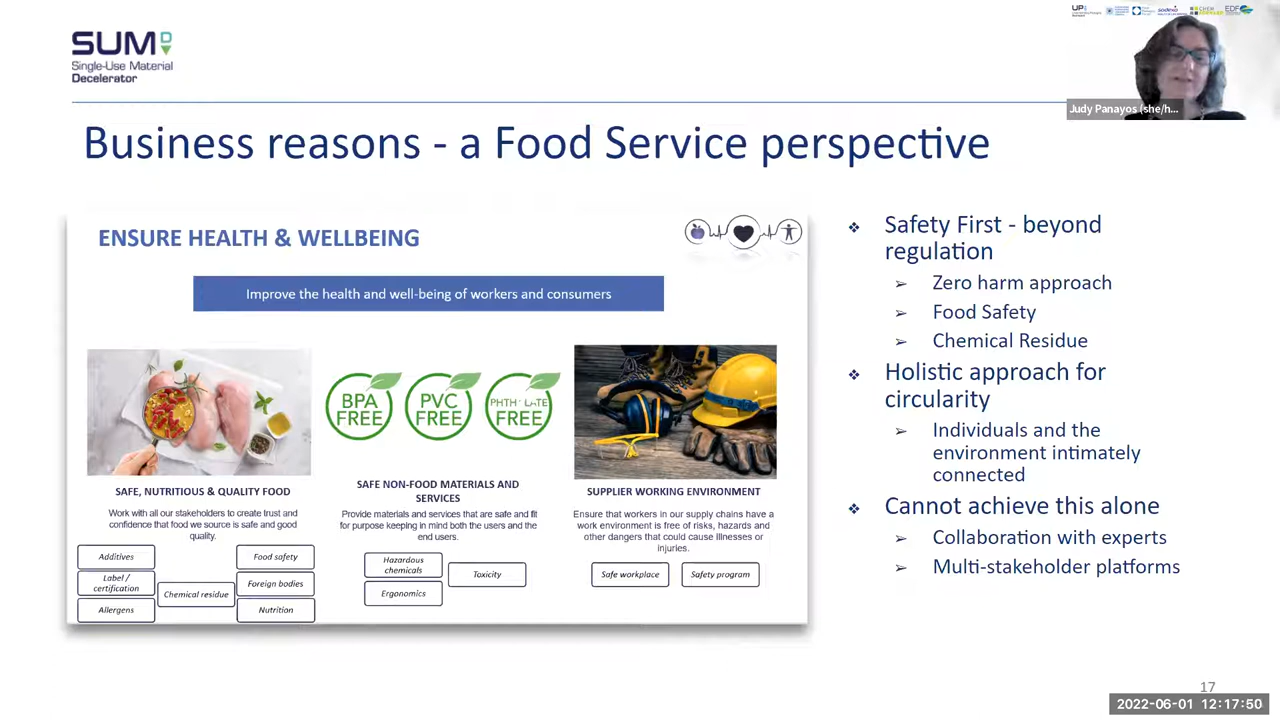 SUMD
Single-Use Material
Decelerator
UP
sodexo
CHEM
FORWARD
EDF
Judy Panayos (she/h...
Business reasons - a Food Service perspective
ENSURE HEALTH & WELLBEING
Improve the health and well-being of workers and consumers
BPA
FREE
PVC
FREE
FREE
SAFE, NUTRITIOUS & QUALITY FOOD
Work with all our stakeholders to create trust and
confidence that food we source is safe and good
quality.
Additives
Label /
certification
Allergens
Chemical residue
Food safety
Foreign bodies
Nutrition
SAFE NON-FOOD MATERIALS AND
SERVICES
Provide materials and services that are safe and fit
for purpose keeping in mind both the users and the
end users.
Hazardous
chemicals
Ergonomics
Toxicity
SUPPLIER WORKING ENVIRONMENT
Ensure that workers in our supply chains have a
work environment is free of risks, hazards and
other dangers that could cause illnesses or
injuries.
Safe workplace
Safety program
Safety First - beyond
regulation
Zero harm approach
Food Safety
Chemical Residue
Holistic approach for
circularity
Individuals and the
environment intimately
connected
Cannot achieve this alone
Collaboration with experts
Multi-stakeholder platforms
17
2022-06-01 12:17:50